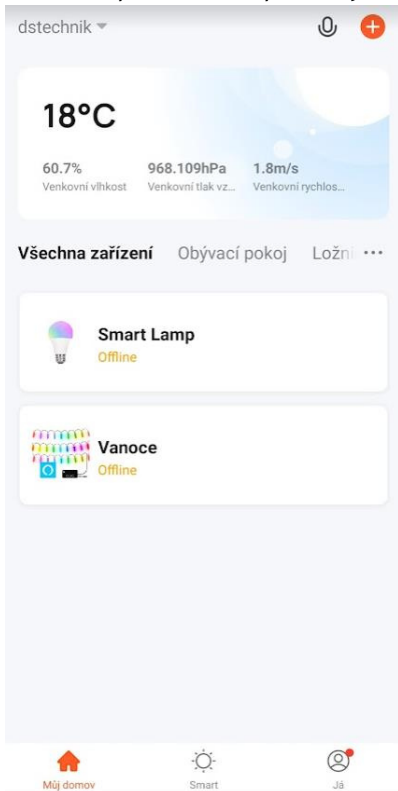 dstechnik
18°C
60.7% 968.109hPa 1.8m/s
Venkovní vlhkost Venkovní tlak vz... Venkovní rychlos...
Všechna zařízení Obývací pokoj Ložni ...
Smart Lamp
Offline
Vanoce
Offline
Můj domov Smart Já